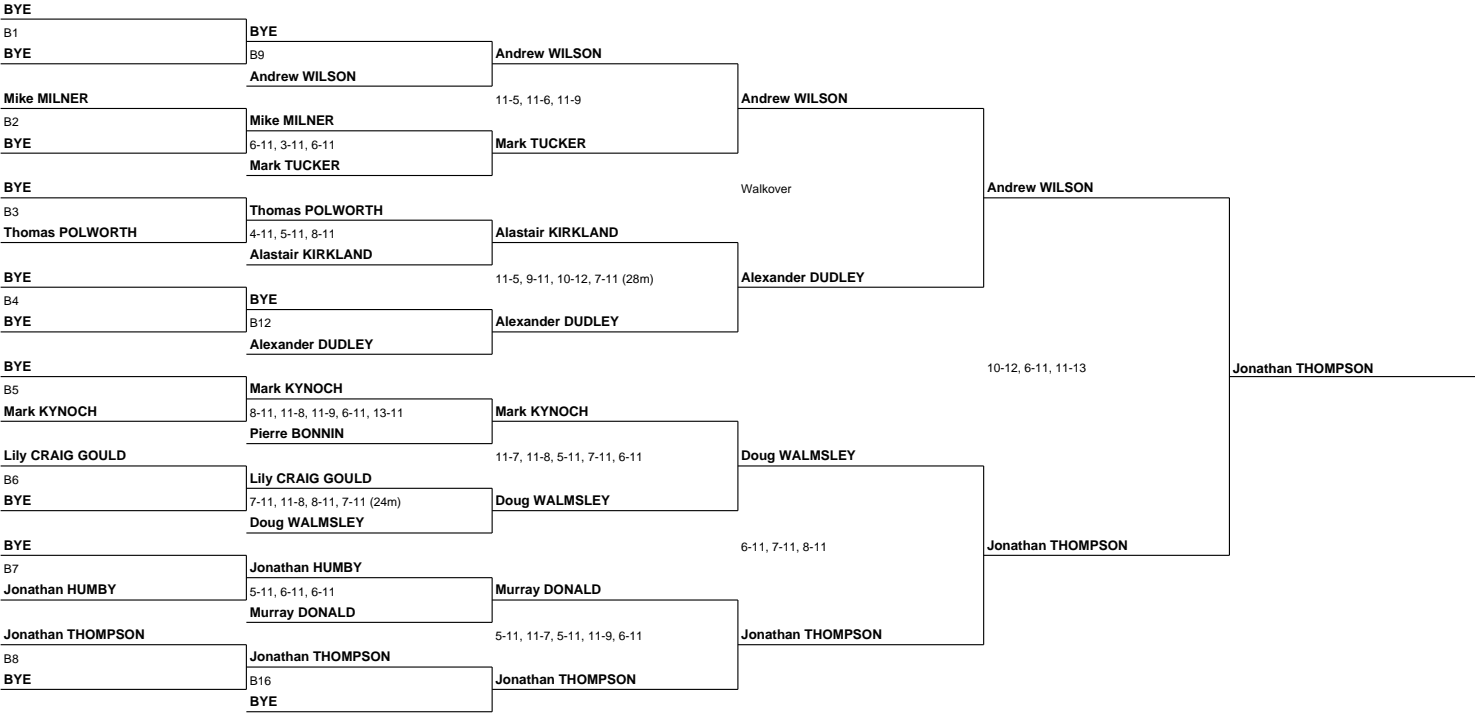 BYE
B1
BYE
Mike MILNER
B2
BYE
BYE
B3
Thomas POLWORTH
BYE
B4
BYE
BYE
B5
Mark KYNOCH
Lily CRAIG GOULD
B6
BYE
BYE
B7
Jonathan HUMBY
Jonathan THOMPSON
B8
BYE
BYE
B9
Andrew WILSON
Mike MILNER
6-11, 3-11, 6-11
Mark TUCKER
Thomas POLWORTH
4-11, 5-11, 8-11
Alastair KIRKLAND
BYE
B12
Alexander DUDLEY
Mark KYNOCH
8-11, 11-8, 11-9, 6-11, 13-11
Pierre BONNIN
Lily CRAIG GOULD
7-11, 11-8, 8-11, 7-11 (24m)
Doug WALMSLEY
Jonathan HUMBY
5-11, 6-11, 6-11
Murray DONALD
Jonathan THOMPSON
B16
BYE
Andrew WILSON
11-5, 11-6, 11-9
Mark TUCKER
Alastair KIRKLAND
11-5, 9-11, 10-12, 7-11 (28m)
Alexander DUDLEY
Mark KYNOCH
11-7, 11-8, 5-11, 7-11, 6-11
Doug WALMSLEY
Murray DONALD
5-11, 11-7, 5-11, 11-9, 6-11
Jonathan THOMPSON
Andrew WILSON
Walkover
Alexander DUDLEY
Doug WALMSLEY
6-11, 7-11, 8-11
Jonathan THOMPSON
Andrew WILSON
10-12, 6-11, 11-13
Jonathan THOMPSON
Jonathan THOMPSON